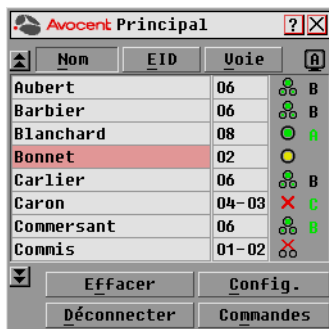 Avocent Principal ? X
Nom EID Voie A
Aubert 06 B
Barbier 06 B
Blanchard 08 A
Bonnet 02
Carlier 06 B
Caron 04-03 C
Commersant 06 B
Commis 01-02
Effacer Config.
Déconnecter Commandes